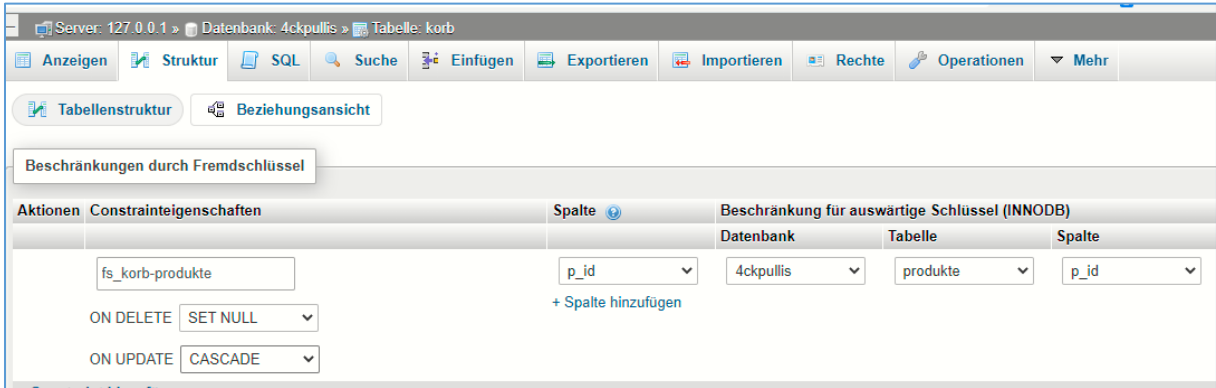 Server: 127.0.0.1 » Datenbank: 4ckpullis » Tabelle: korb
Anzeigen Struktur SQL Suche Einfügen Exportieren Importieren Rechte Operationen Mehr
Tabellenstruktur Beziehungsansicht
Beschränkungen durch Fremdschlüssel
Aktionen Constrainteigenschaften Spalte Beschränkung für auswärtige Schlüssel (INNODB)
Datenbank Tabelle Spalte
fs_korb-produkte p_id 4ckpullis produkte p_id
+ Spalte hinzufügen
ON DELETE SET NULL
ON UPDATE CASCADE